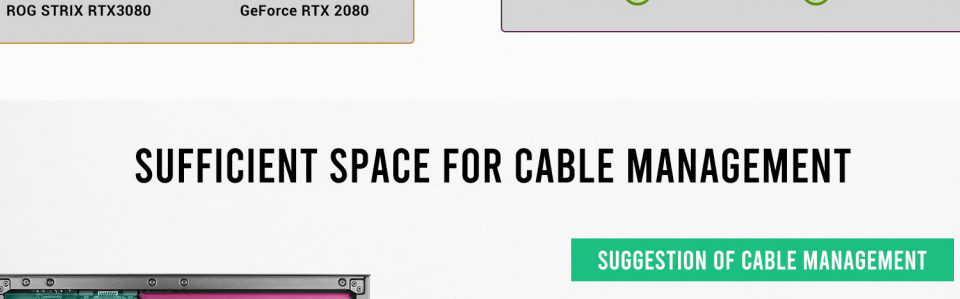 ROG STRIX RTX3080
GeForce RTX 2080
SUFFICIENT SPACE FOR CABLE MANAGEMENT
SUGGESTION OF CABLE MANAGEMENT